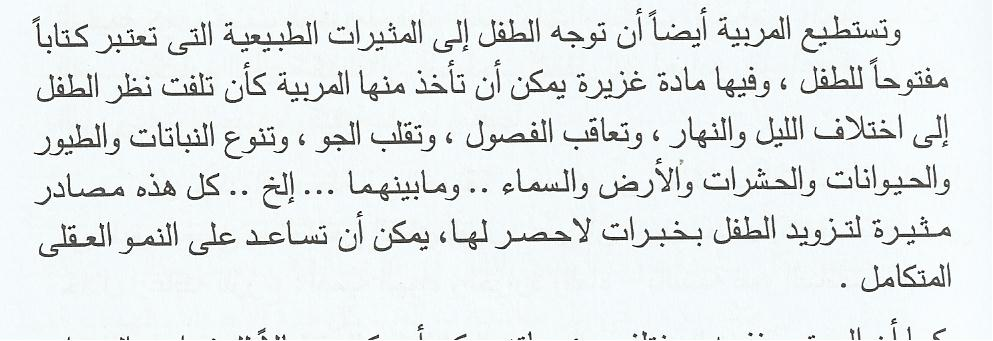 وتستطيع المربية أيضاً أن توجه الطفل إلى المثيرات الطبيعية التى تعتبر كتاباً
مفتوحاً للطفل ، وفيها مادة غزيرة يمكن أن تأخذ منها المربية كأن تلفت نظر الطفل
إلى اختلاف الليل والنهار ، وتعاقب الفصول ، وتقلب الجو ، وتنوع النباتات والطيور
والحيوانات والحشرات والأرض والسماء .. ومابينهما ... إلخ .. كل هذه مصادر
مثيرة لتزويد الطفل بخبرات لاحصر لها، يمكن أن تساعد على النمو العقلى
المتكامل .
كما أن